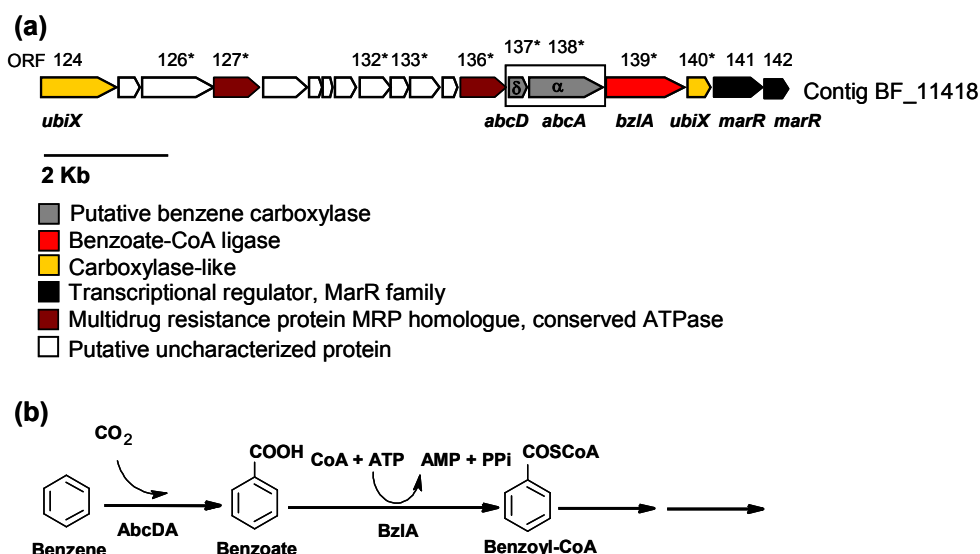 (a)
137* 138*
ORF 124 126* 127* 132* 133* 136* 139* 140* 141 142
δ α
Contig BF_11418
ubiX abcD abcA bzlA ubiX marR marR
2 Kb
Putative benzene carboxylase
Benzoate-CoA ligase
Carboxylase-like
Transcriptional regulator, MarR family
Multidrug resistance protein MRP homologue, conserved ATPase
Putative uncharacterized protein
(b)
CO2
COOH CoA + ATP AMP + PPi COSCoA
AbcDA BzlA
Benzene Benzoate Benzoyl-CoA